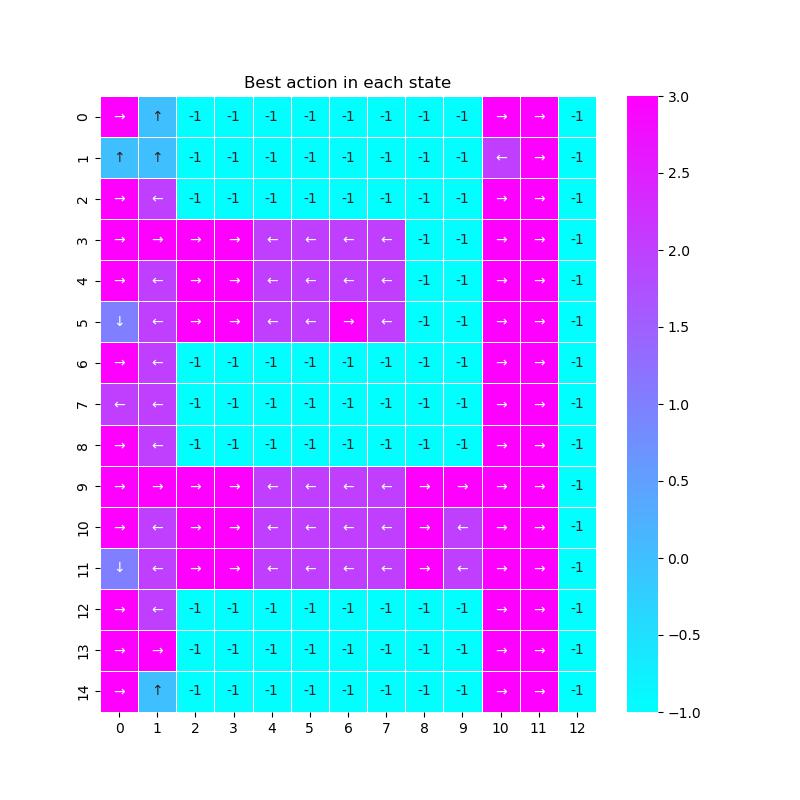 Best action in each state
0 → ↑ -1 -1 -1 -1 -1 -1 -1 -1 → → -1
1 ↑ ↑ -1 -1 -1 -1 -1 -1 -1 -1 ← → -1
2 → ← -1 -1 -1 -1 -1 -1 -1 -1 → → -1
3 → → → → ← ← ← ← -1 -1 → → -1
4 → ← → → ← ← ← ← -1 -1 → → -1
5 ↓ ← → → ← ← → ← -1 -1 → → -1
6 → ← -1 -1 -1 -1 -1 -1 -1 -1 → → -1
7 ← ← -1 -1 -1 -1 -1 -1 -1 -1 → → -1
8 → ← -1 -1 -1 -1 -1 -1 -1 -1 → → -1
9 → → → → ← ← ← ← → → → → -1
10 → ← → → ← ← ← ← → ← → → -1
11 ↓ ← → → ← ← ← ← → ← → → -1
12 → ← -1 -1 -1 -1 -1 -1 -1 -1 → → -1
13 → → -1 -1 -1 -1 -1 -1 -1 -1 → → -1
14 → ↑ -1 -1 -1 -1 -1 -1 -1 -1 → → -1
0 1 2 3 4 5 6 7 8 9 10 11 12
3.0
2.5
2.0
1.5
1.0
0.5
0.0
−0.5
−1.0